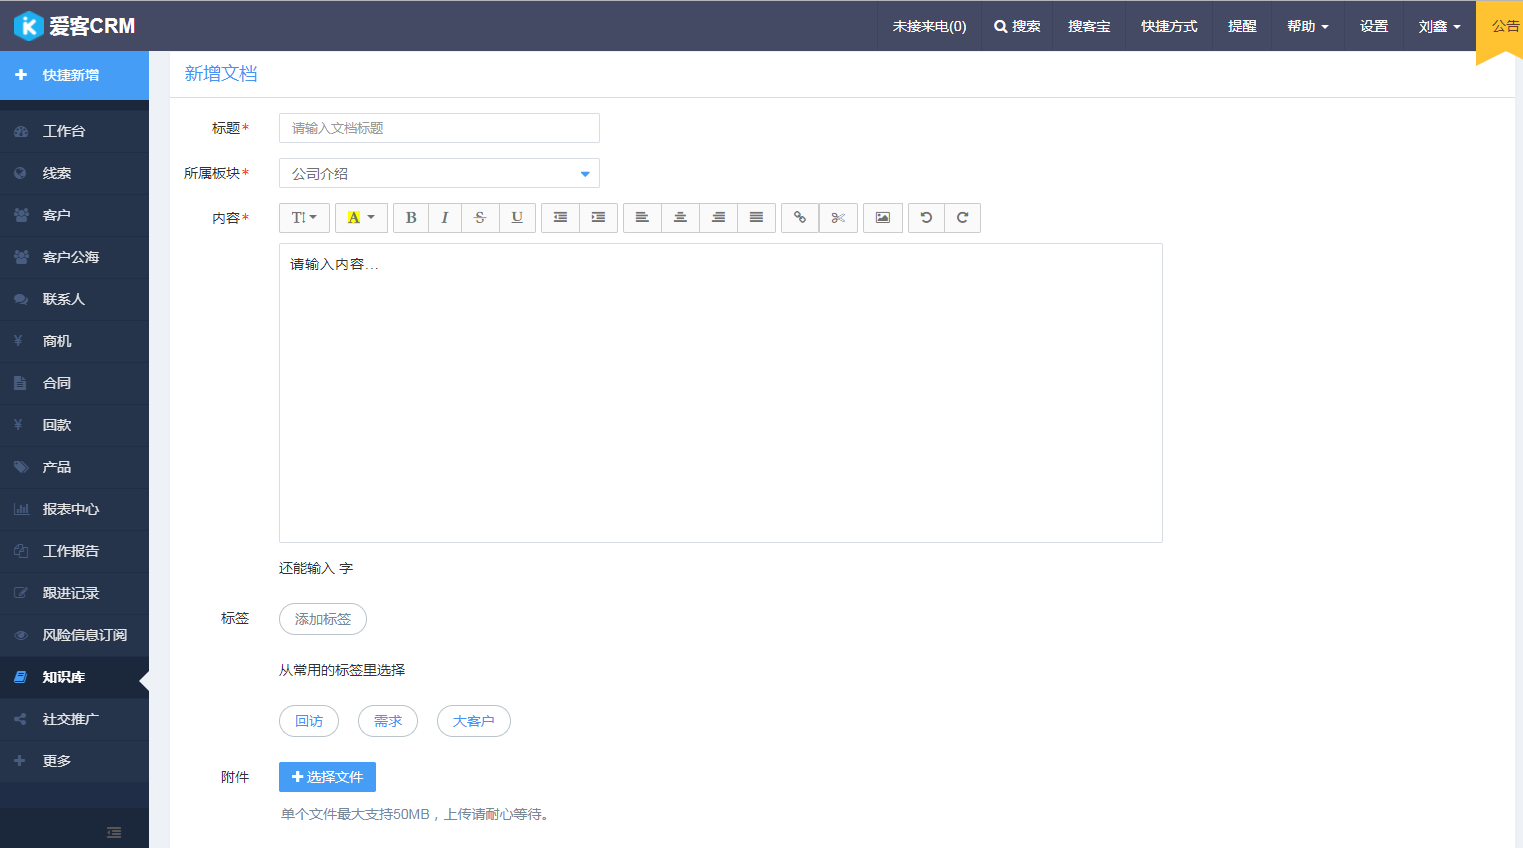 爱客CRM
未接来电(0)
搜索
搜客宝
快捷方式
提醒
帮助
设置
刘鑫
公告
快捷新增
工作台
线索
客户
客户公海
联系人
商机
合同
回款
产品
报表中心
工作报告
跟进记录
风险信息订阅
知识库
社交推广
更多
新增文档
标题*
请输入文档标题
所属板块*
公司介绍
内容*
请输入内容...
还能输入 字
标签
添加标签
从常用的标签里选择
回访
需求
大客户
附件
选择文件
单个文件最大支持50MB，上传请耐心等待。